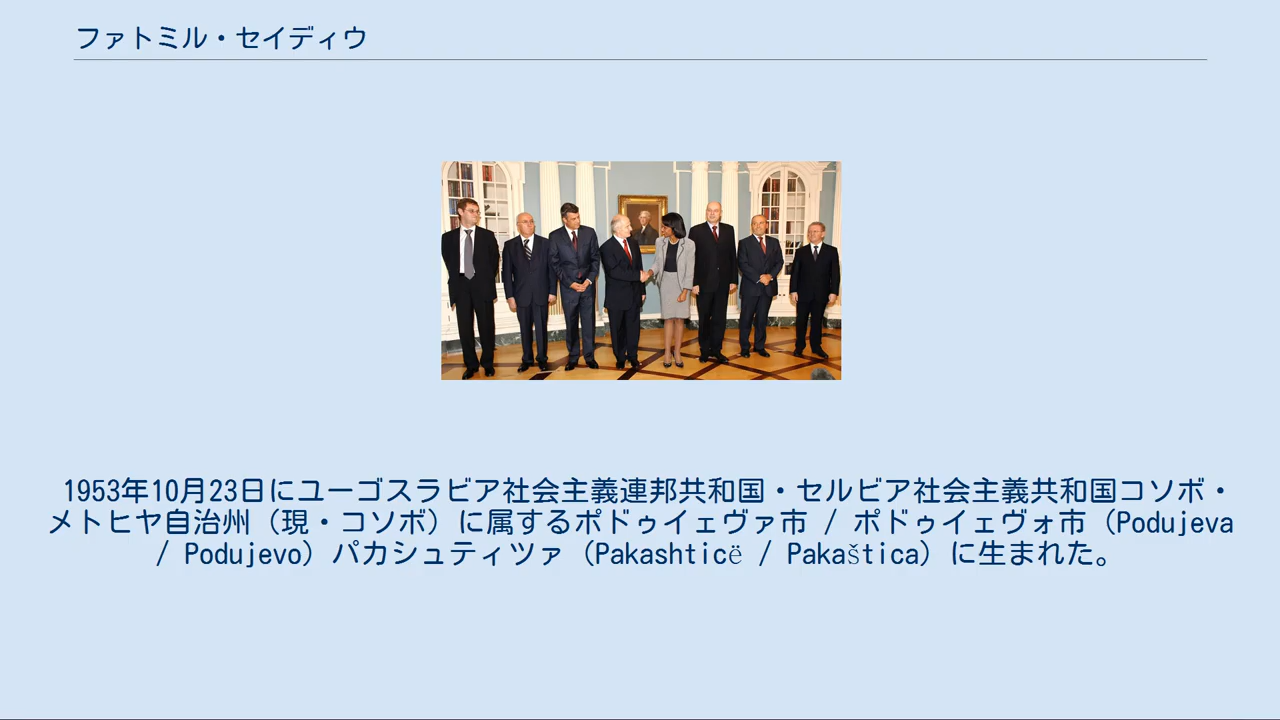 ファトミル・セイディウ
1953年10月23日にユーゴスラビア社会主義連邦共和国・セルビア社会主義共和国コソボ・
メトヒヤ自治州（現・コソボ）に属するポドゥイェヴァ市 / ポドゥイェヴォ市（Podujeva
/ Podujevo）パカシュティツァ（Pakashticë / Pakaštica）に生まれた。